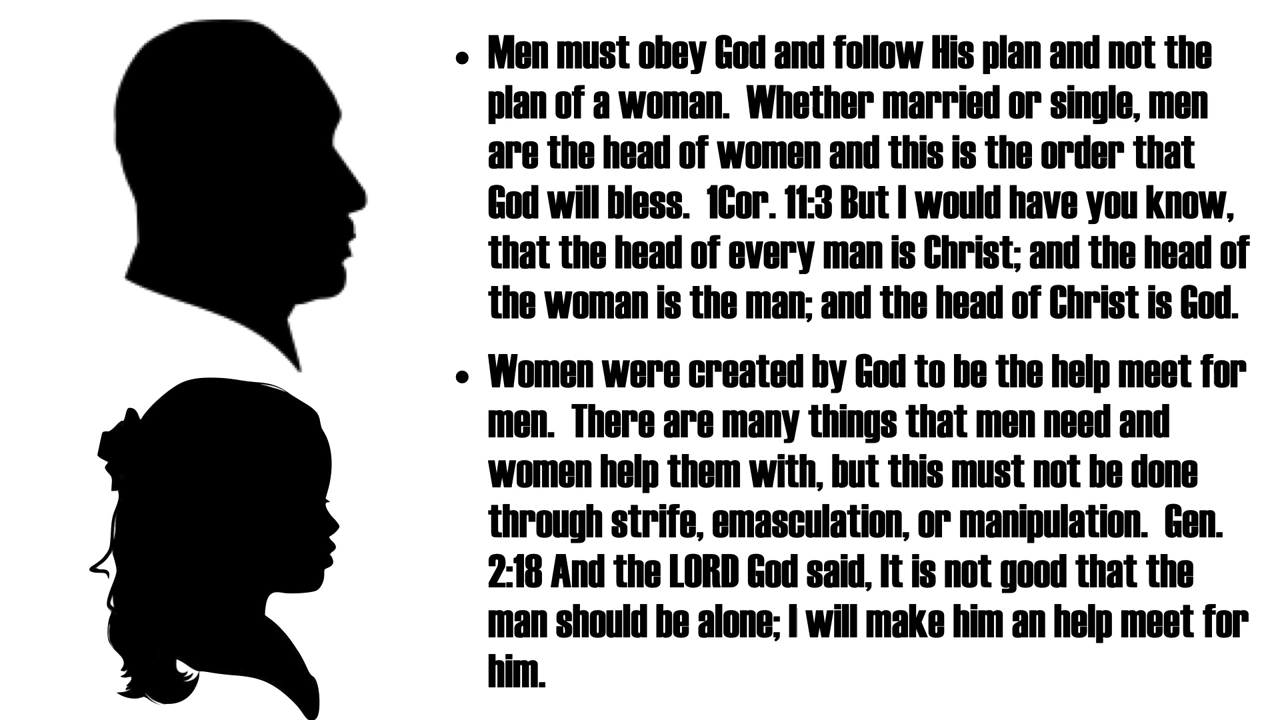 • Men must obey God and follow His plan and not the
plan of a woman.  Whether married or single, men
are the head of women and this is the order that
God will bless.  1Cor. 11:3 But I would have you know,
that the head of every man is Christ; and the head of
the woman is the man; and the head of Christ is God.
• Women were created by God to be the help meet for
men.  There are many things that men need and
women help them with, but this must not be done
through strife, emasculation, or manipulation.  Gen.
2:18 And the LORD God said, It is not good that the
man should be alone; I will make him an help meet for
him.